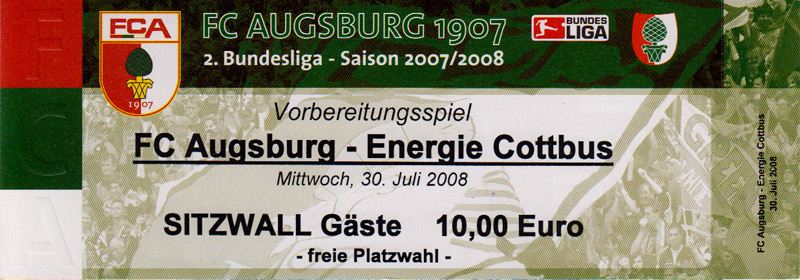 FCA
1907
FC AUGSBURG 1907
2. Bundesliga - Saison 2007/2008
BUNDES
LIGA
Vorbereitungsspiel
FC Augsburg - Energie Cottbus
Mittwoch, 30. Juli 2008
SITZWALL Gäste 10,00 Euro
- freie Platzwahl -
FC Augsburg - Energie Cottbus
30. Juli 2008
F
C
A